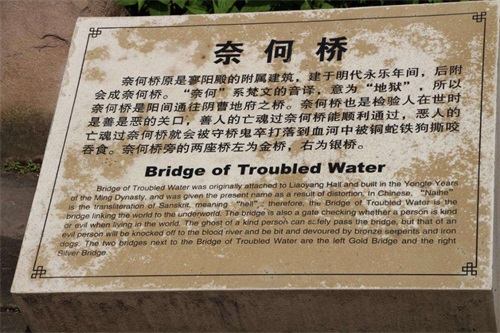 奈何桥
奈何桥原是寥阳殿的附属建筑，建于明代永乐年间，后附
会成奈何桥。“奈何”系梵文的音译，意为“地狱”，所以
奈何桥是阳间通往阴曹地府之桥。奈何桥也是检验人在世时
是善是恶的关口，善人的亡魂过奈何桥能顺利通过，恶人的
亡魂过奈何桥就会被守桥鬼卒打落到血河中被铜蛇铁狗撕咬
吞食。奈何桥旁的两座桥左为金桥，右为银桥。
Bridge of Troubled Water
Bridge of Troubled Water was originally attached to Liaoyang Hall and built in the Yongle Years
of the Ming Dynasty, and was given the present name as a result of distortion. In Chinese, “Naihe”
is the transliteration of Sanskrit, meaning “hell”; therefore, the Bridge of Troubled Water is the
bridge linking the world to the underworld. The bridge is also a gate checking whether a person is kind
or evil when living in the world. The ghost of a kind person can safely pass the bridge, but that of an
evil person will be knocked off to the blood river and be bit and devoured by bronze serpents and iron
dogs. The two bridges next to the Bridge of Troubled Water are the left Gold Bridge and the right
Silver Bridge.